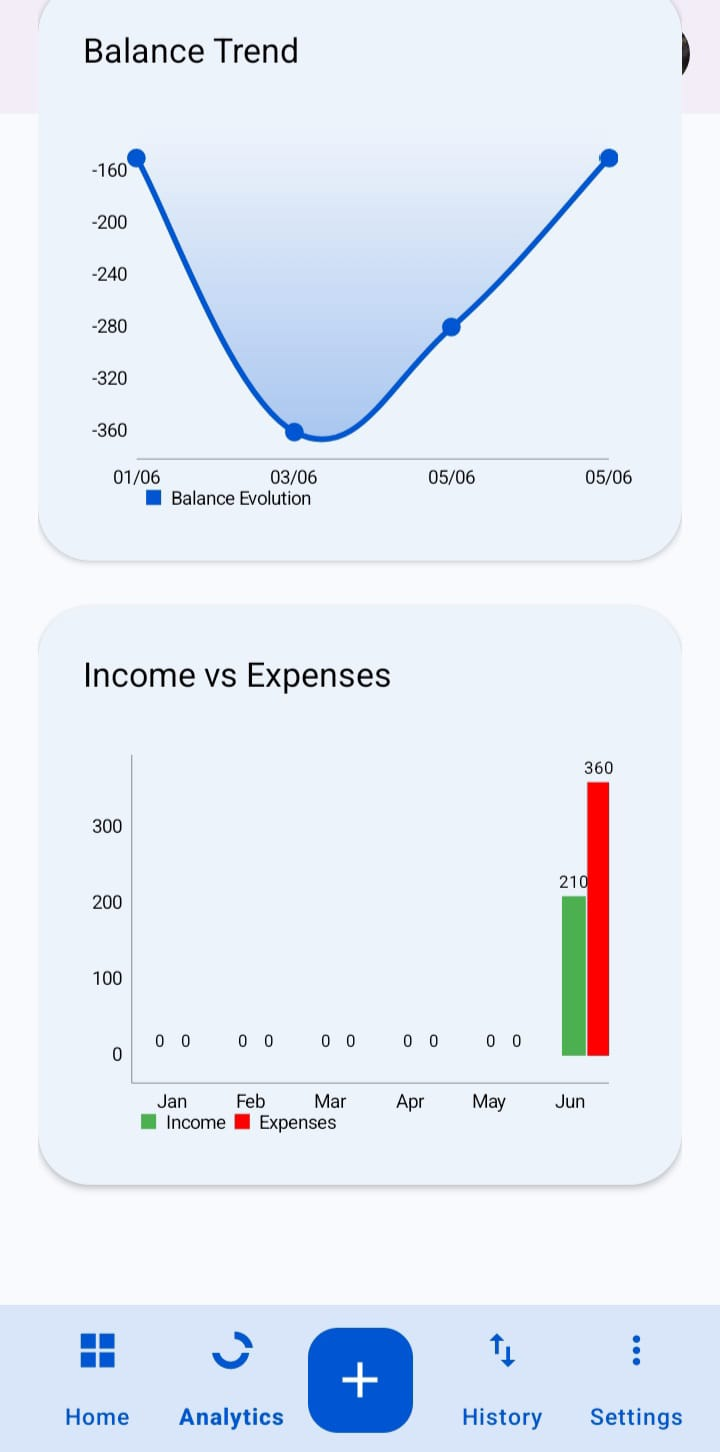 Balance Trend
-160
-200
-240
-280
-320
-360
01/06 03/06 05/06 05/06
Balance Evolution
Income vs Expenses
360
300
210
200
100
0 0 0 0 0 0 0 0 0 0
0
Jan Feb Mar Apr May Jun
Income Expenses
Home Analytics + History Settings